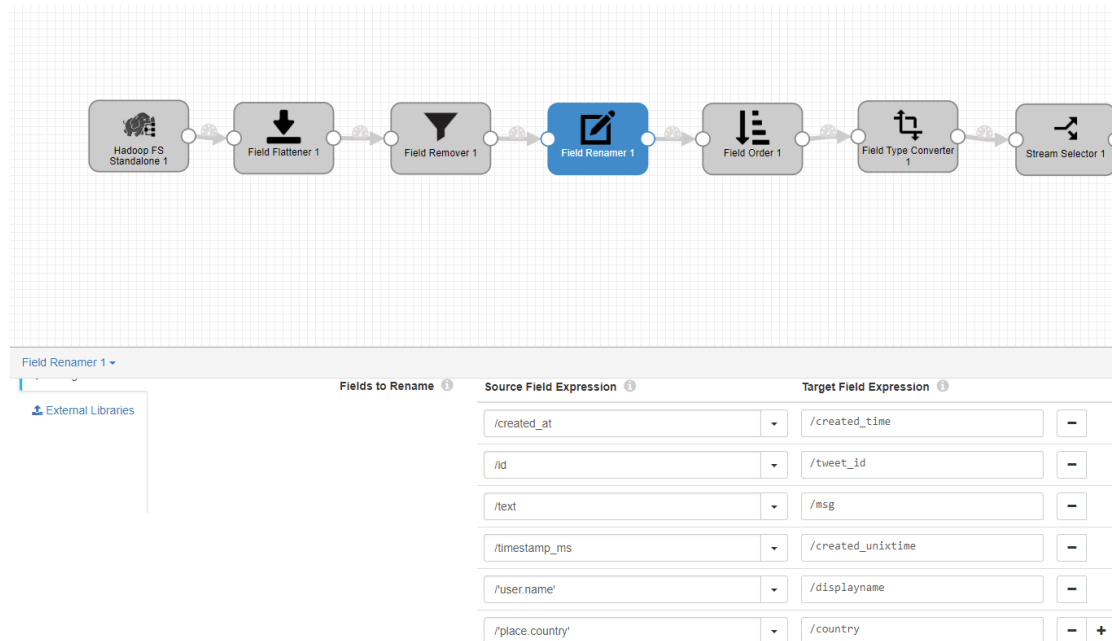 Hadoop FS
Standalone 1
Field Flattener 1
Field Remover 1
Field Renamer 1
Field Order 1
Field Type Converter
1
Stream Selector 1
Field Renamer 1
External Libraries
Fields to Rename
Source Field Expression
Target Field Expression
/created_at
/created_time
/id
/tweet_id
/text
/msg
/timestamp_ms
/created_unixtime
/'user.name'
/displayname
/'place.country'
/country